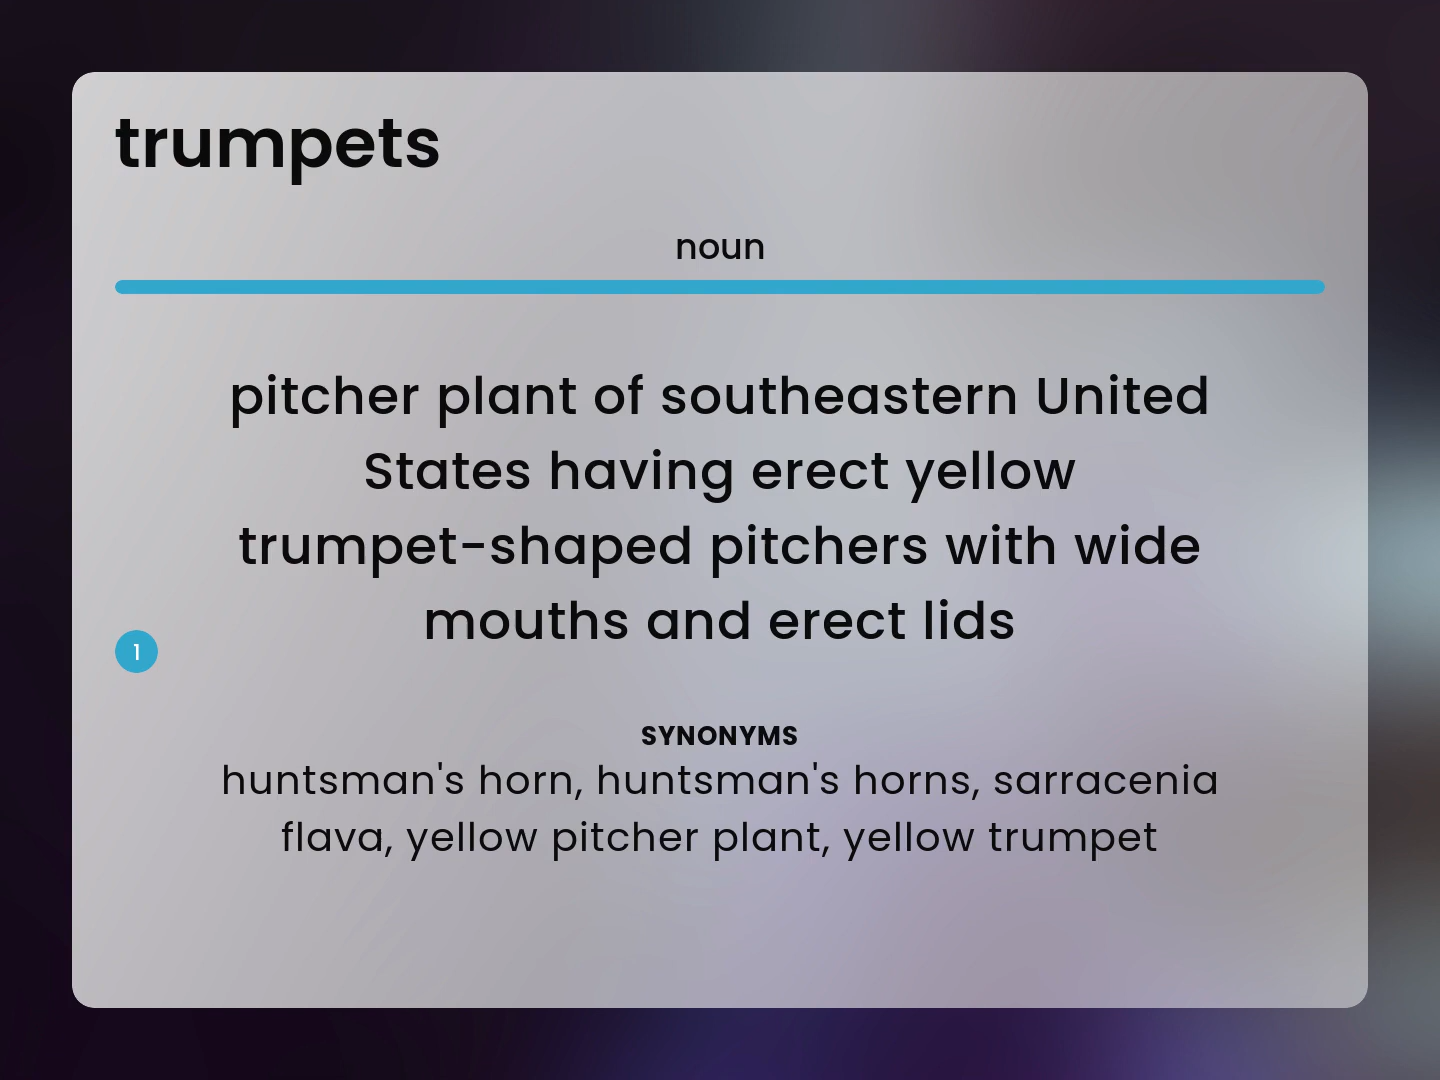 trumpets
noun
pitcher plant of southeastern United
States having erect yellow
trumpet-shaped pitchers with wide
mouths and erect lids
1
SYNONYMS
huntsman's horn, huntsman's horns, sarracenia
flava, yellow pitcher plant, yellow trumpet